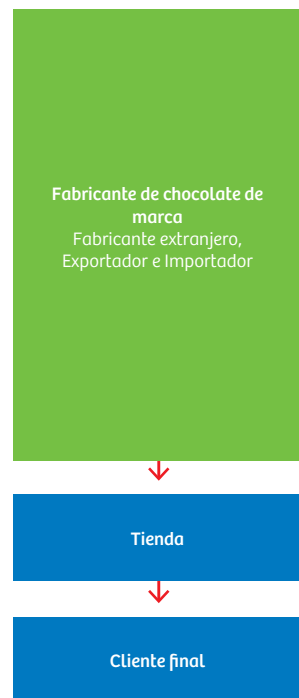 Fabricante de chocolate de
marca
Fabricante extranjero,
Exportador e Importador
Tienda
Cliente final